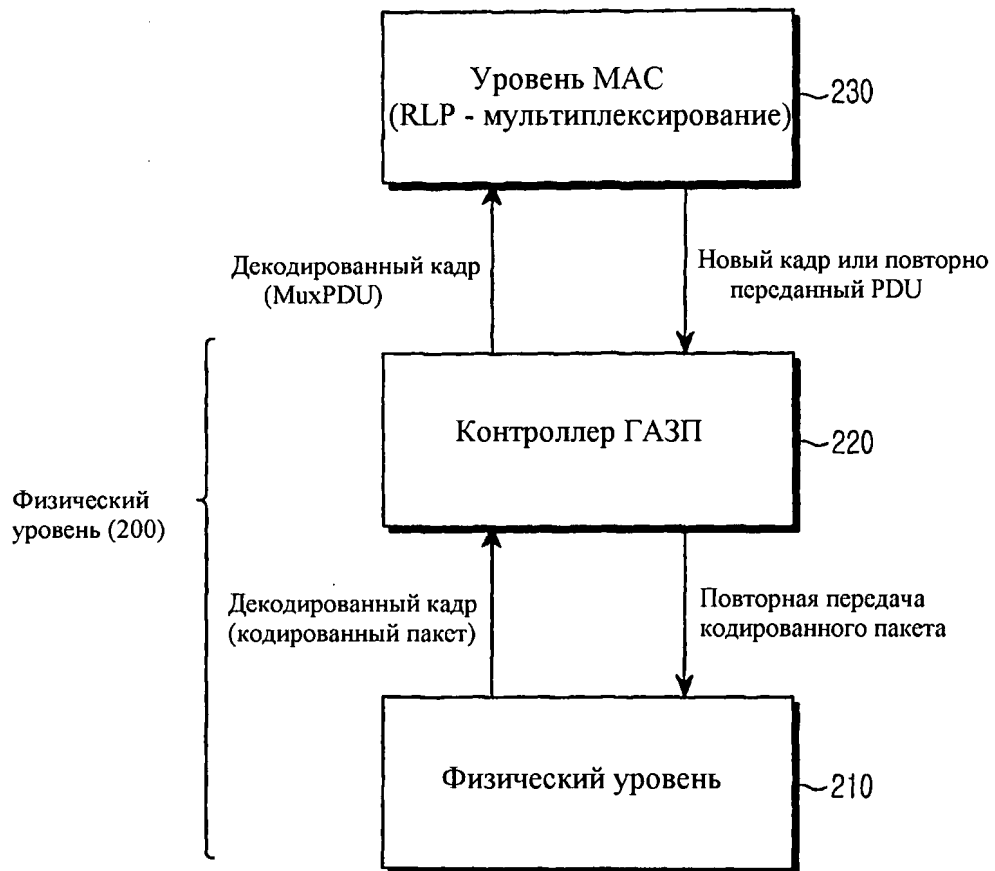 Уровень MAC
(RLP - мультиплексирование)
230
Декодированный кадр
(MuxPDU)
Новый кадр или повторно
переданный PDU
Контроллер ГАЗП
220
Физический
уровень (200)
Декодированный кадр
(кодированный пакет)
Повторная передача
кодированного пакета
Физический уровень
210